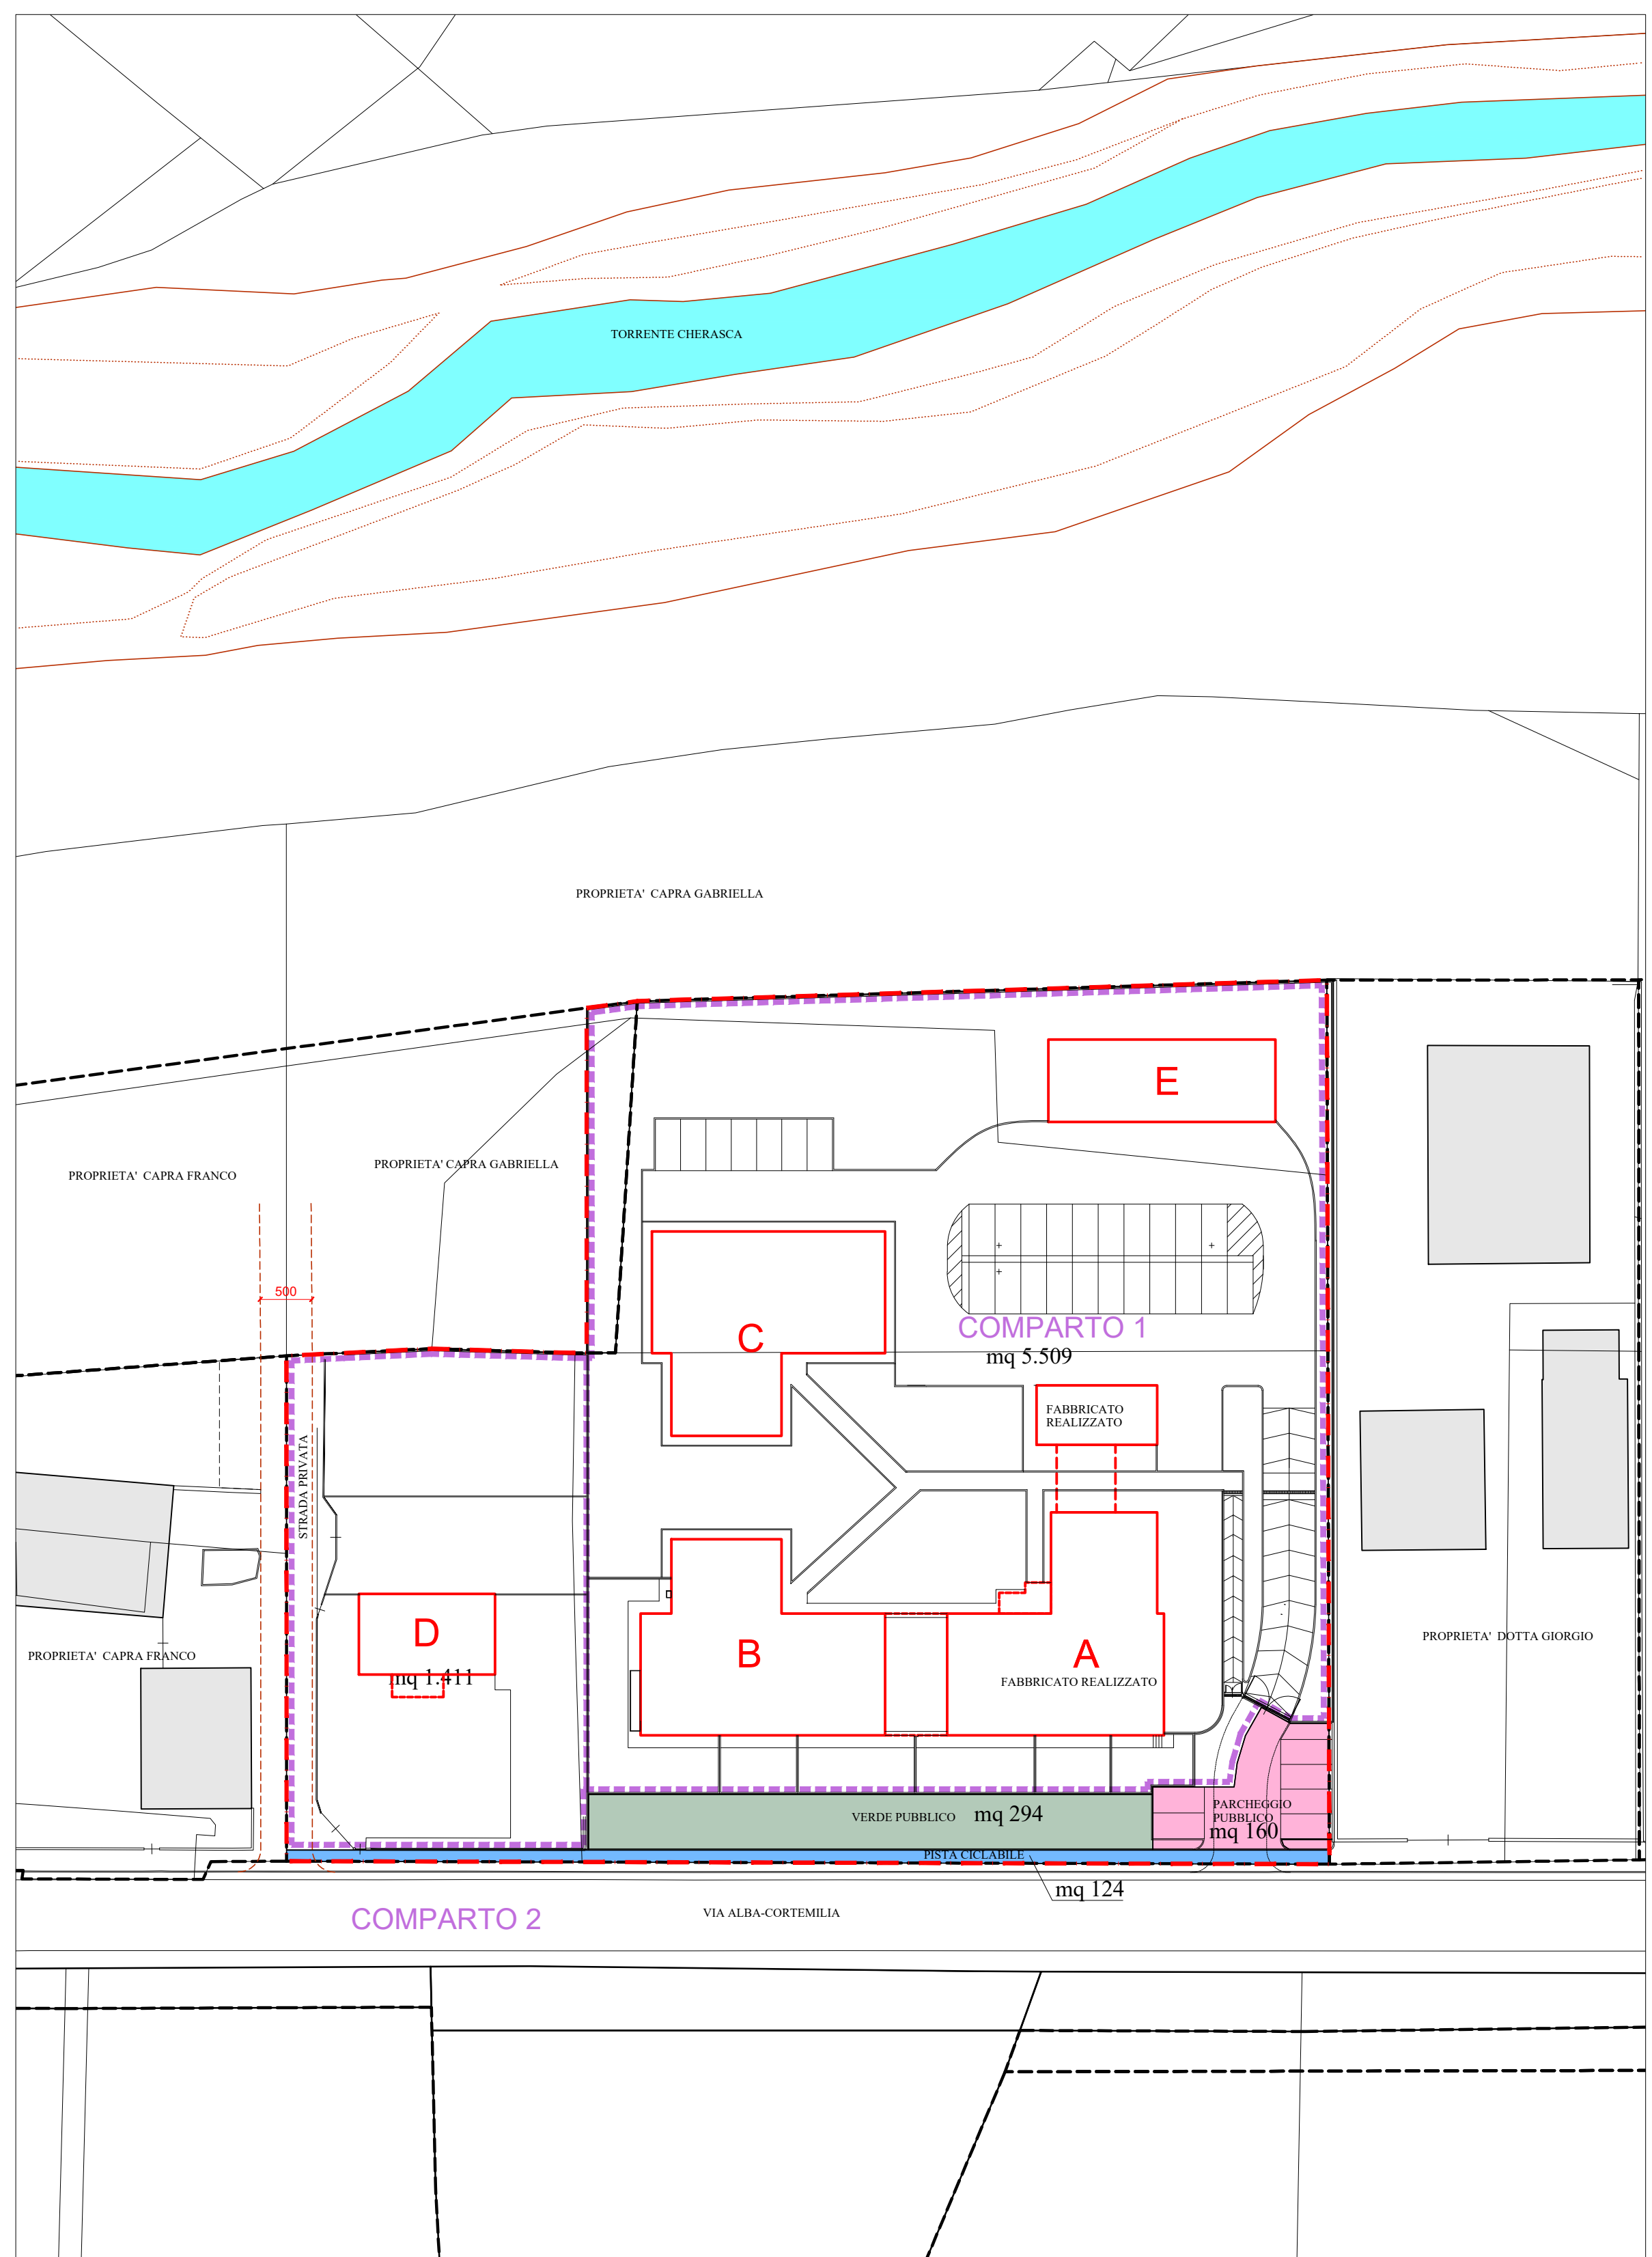 TORRENTE CHERASCA
PROPRIETA' CAPRA GABRIELLA
E
PROPRIETA' CAPRA FRANCO
PROPRIETA' CAPRA GABRIELLA
500
C
COMPARTO 1
mq 5.509
FABBRICATO
REALIZZATO
STRADA PRIVATA
D
mq 1.411
B
A
FABBRICATO REALIZZATO
PROPRIETA' DOTTA GIORGIO
PROPRIETA' CAPRA FRANCO
VERDE PUBBLICO mq 294
PARCHEGGIO
PUBBLICO
mq 160
PISTA CICLABILE
mq 124
COMPARTO 2
VIA ALBA-CORTEMILIA